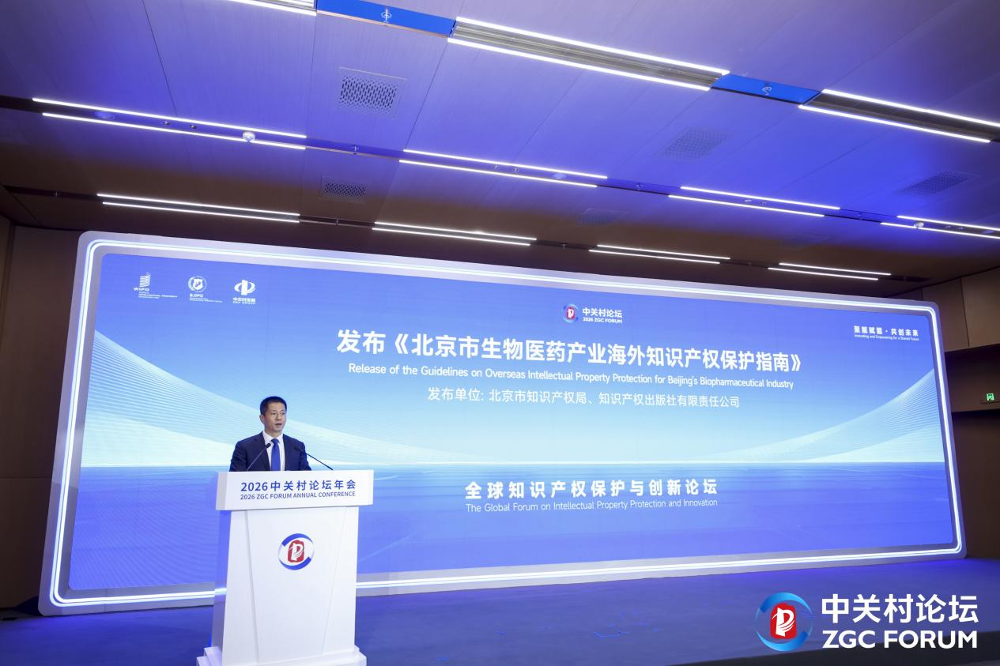 WIPO
BJIPO
中关村发展
ZGC GROUP
中关村论坛
2026 ZGC FORUM
聚能赋能·共创未来
Innovating and Empowering for a Shared Future
发布《北京市生物医药产业海外知识产权保护指南》
Release of the Guidelines on Overseas Intellectual Property Protection for Beijing's Biopharmaceutical Industry
发布单位: 北京市知识产权局、知识产权出版社有限责任公司
全球知识产权保护与创新论坛
The Global Forum on Intellectual Property Protection and Innovation
2026中关村论坛年会
2026 ZGC FORUM ANNUAL CONFERENCE
中关村论坛
ZGC FORUM